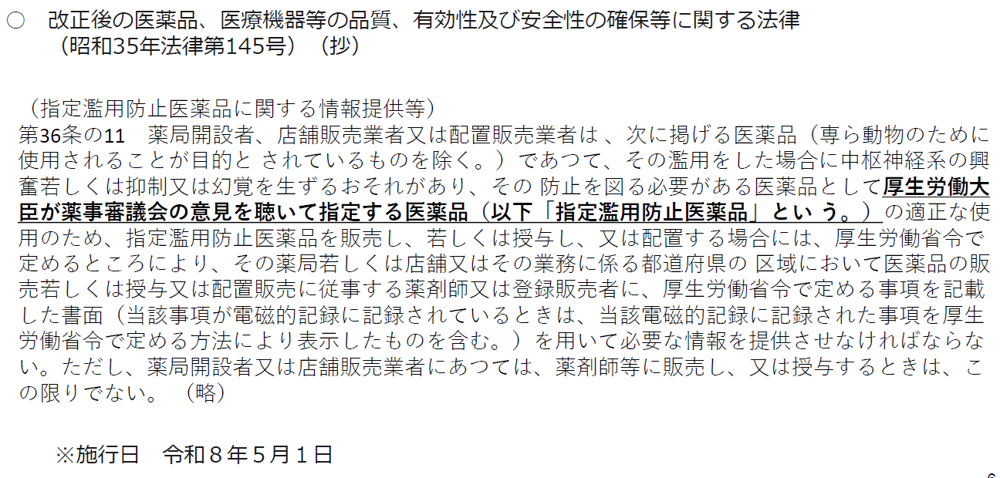 ○　改正後の医薬品、医療機器等の品質、有効性及び安全性の確保等に関する法律
（昭和35年法律第145号）（抄）
（指定濫用防止医薬品に関する情報提供等）
第36条の11　薬局開設者、店舗販売業者又は配置販売業者は 、次に掲げる医薬品（専ら動物のために
使用されることが目的と されているものを除く。）であつて、その濫用をした場合に中枢神経系の興
奮若しくは抑制又は幻覚を生ずるおそれがあり、その 防止を図る必要がある医薬品として厚生労働大
臣が薬事審議会の意見を聴いて指定する医薬品（以下「指定濫用防止医薬品」とい う。）の適正な使
用のため、指定濫用防止医薬品を販売し、若しくは授与し、又は配置する場合には、厚生労働省令で
定めるところにより、その薬局若しくは店舗又はその業務に係る都道府県の 区域において医薬品の販
売若しくは授与又は配置販売に従事する薬剤師又は登録販売者に、厚生労働省令で定める事項を記載
した書面（当該事項が電磁的記録に記録されているときは、当該電磁的記録に記録された事項を厚生
労働省令で定める方法により表示したものを含む。）を用いて必要な情報を提供させなければならな
い。ただし、薬局開設者又は店舗販売業者にあつては、薬剤師等に販売し、又は授与するときは、こ
の限りでない。 （略）
※施行日　令和８年５月１日